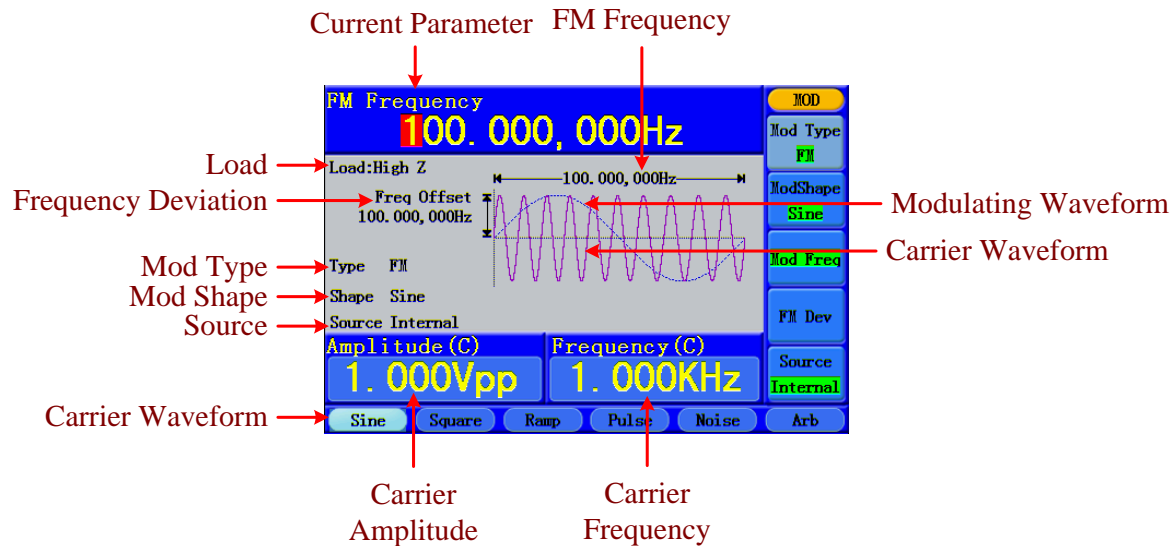 Current Parameter
FM Frequency
FM Frequency
100.000,000Hz
MOD
Mod Type
FM
ModShape
Sine
Mod Freq
FM Dev
Source
Internal
Load
Load:High Z
100.000,000Hz
Frequency Deviation
Freq Offset
100.000,000Hz
Modulating Waveform
Carrier Waveform
Mod Type
Type FM
Mod Shape
Shape Sine
Source
Source Internal
Amplitude(C)
Frequency(C)
1.000Vpp
1.000KHz
Carrier Waveform
Sine
Square
Ramp
Pulse
Noise
Arb
Carrier
Amplitude
Carrier
Frequency